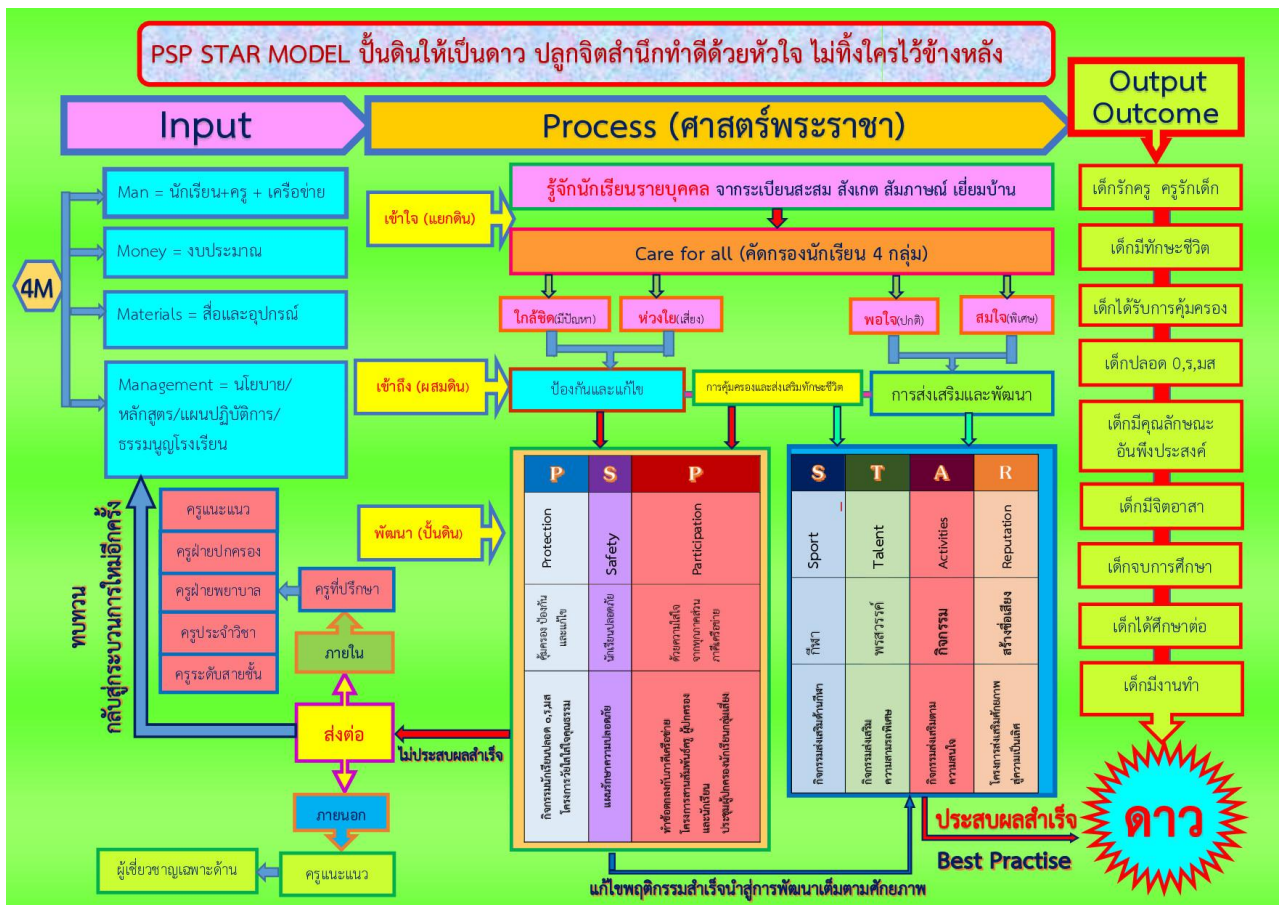 PSP STAR MODEL ปั้นดินให้เป็นดาว ปลูกจิตสำนึกทำดีด้วยหัวใจ ไม่ทิ้งใครไว้ข้างหลัง
Input
Process (ศาสตร์พระราชา)
Output
Outcome
4M
Man = นักเรียน+ครู + เครือข่าย
Money = งบประมาณ
Materials = สื่อและอุปกรณ์
Management = นโยบาย/
หลักสูตร/แผนปฏิบัติการ/
ธรรมนูญโรงเรียน
เข้าใจ (แยกดิน)
รู้จักนักเรียนรายบุคคล จากระเบียนสะสม สังเกต สัมภาษณ์ เยี่ยมบ้าน
Care for all (คัดกรองนักเรียน 4 กลุ่ม)
ใกล้ชิด(มีปัญหา)
ห่วงใย(เสี่ยง)
พอใจ(ปกติ)
สมใจ(พิเศษ)
เข้าถึง (ผสมดิน)
ป้องกันและแก้ไข
การคุ้มครองและส่งเสริมทักษะชีวิต
การส่งเสริมและพัฒนา
พัฒนา (ปั้นดิน)
P
S
P
Protection
Safety
Participation
คุ้มครอง ป้องกัน
และแก้ไข
นักเรียนปลอดภัย
ด้วยความใส่ใจ
จากทุกภาคส่วน
ภาคีเครือข่าย
กิจกรรมนักเรียนปลอด ๐,ร,มส
โครงการวัยใสใส่ใจคุณธรรม
แผนรักษาความปลอดภัย
ทำข้อตกลงกับภาคีเครือข่าย
โครงการสานสัมพันธ์ครู ผู้ปกครอง
และนักเรียน
ประชุมผู้ปกครองนักเรียนกลุ่มเสี่ยง
S
T
A
R
Sport
Talent
Activities
Reputation
กีฬา
พรสวรรค์
กิจกรรม
สร้างชื่อเสียง
กิจกรรมส่งเสริมด้านกีฬา
กิจกรรมส่งเสริม
ความสามรถพิเศษ
กิจกรรมส่งเสริมตาม
ความสนใจ
โครงการส่งเสริมศักยภาพ
สู่ความเป็นเลิศ
ทบทวน
กลับสู่กระบวนการใหม่อีกครั้ง
ครูแนะแนว
ครูฝ่ายปกครอง
ครูฝ่ายพยาบาล
ครูประจำวิชา
ครูระดับสายชั้น
ครูที่ปรึกษา
ภายใน
ส่งต่อ
ไม่ประสบผลสำเร็จ
ภายนอก
ครูแนะแนว
ผู้เชี่ยวชาญเฉพาะด้าน
แก้ไขพฤติกรรมสำเร็จนำสู่การพัฒนาเต็มตามศักยภาพ
ประสบผลสำเร็จ
Best Practise
เด็กรักครู ครูรักเด็ก
เด็กมีทักษะชีวิต
เด็กได้รับการคุ้มครอง
เด็กปลอด 0,ร,มส
เด็กมีคุณลักษณะ
อันพึงประสงค์
เด็กมีจิตอาสา
เด็กจบการศึกษา
เด็กได้ศึกษาต่อ
เด็กมีงานทำ
ดาว